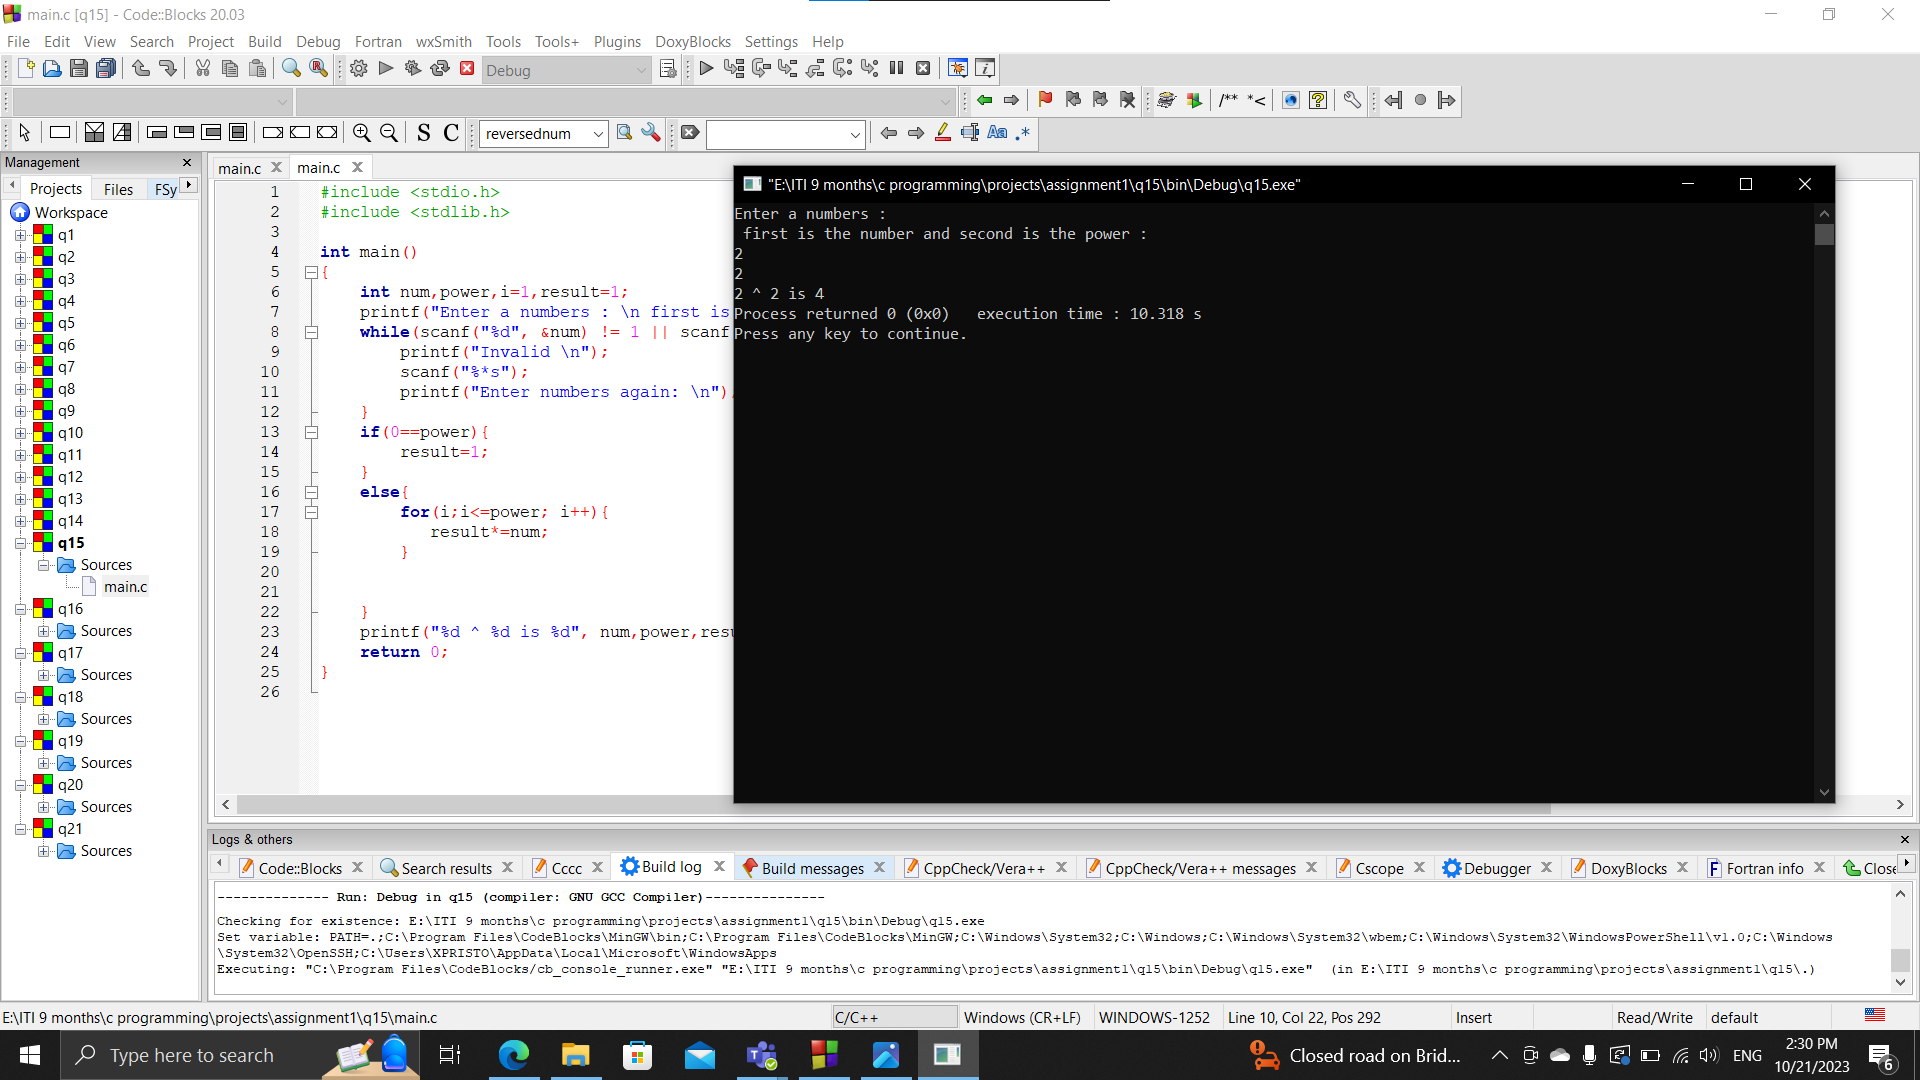 main.c [q15] - Code::Blocks 20.03
File Edit View Search Project Build Debug Fortran wxSmith Tools Tools+ Plugins DoxyBlocks Settings Help
Debug
/** *<
S C reversednum Aa .*
Management
main.c main.c
Projects Files FSy
Workspace
q1
q2
q3
q4
q5
q6
q7
q8
q9
q10
q11
q12
q13
q14
q15
Sources
main.c
q16
Sources
q17
Sources
q18
Sources
q19
Sources
q20
Sources
q21
Sources
1 #include <stdio.h>
2 #include <stdlib.h>
3
4 int main()
5 {
6 int num,power,i=1,result=1;
7 printf("Enter a numbers : \n first is
8 while(scanf("%d", &num) != 1 || scanf
9 printf("Invalid \n");
10 scanf("%*s");
11 printf("Enter numbers again: \n")
12 }
13 if(0==power){
14 result=1;
15 }
16 else{
17 for(i;i<=power; i++){
18 result*=num;
19 }
20
21
22 }
23 printf("%d ^ %d is %d", num,power,resu
24 return 0;
25 }
26
"E:\ITI 9 months\c programming\projects\assignment1\q15\bin\Debug\q15.exe"
Enter a numbers :
first is the number and second is the power :
2
2
2 ^ 2 is 4
Process returned 0 (0x0) execution time : 10.318 s
Press any key to continue.
Logs & others
Code::Blocks Search results Cccc Build log Build messages CppCheck/Vera++ CppCheck/Vera++ messages Cscope Debugger DoxyBlocks Fortran info Close
-------------- Run: Debug in q15 (compiler: GNU GCC Compiler)---------------
Checking for existence: E:\ITI 9 months\c programming\projects\assignment1\q15\bin\Debug\q15.exe
Set variable: PATH=.;C:\Program Files\CodeBlocks\MinGW\bin;C:\Program Files\CodeBlocks\MinGW;C:\Windows\System32;C:\Windows;C:\Windows\System32\wbem;C:\Windows\System32\WindowsPowerShell\v1.0;C:\Windows
\System32\OpenSSH;C:\Users\XPRISTO\AppData\Local\Microsoft\WindowsApps
Executing: "C:\Program Files\CodeBlocks/cb_console_runner.exe" "E:\ITI 9 months\c programming\projects\assignment1\q15\bin\Debug\q15.exe" (in E:\ITI 9 months\c programming\projects\assignment1\q15\.)
E:\ITI 9 months\c programming\projects\assignment1\q15\main.c C/C++ Windows (CR+LF) WINDOWS-1252 Line 10, Col 22, Pos 292 Insert Read/Write default
Type here to search Closed road on Brid... ENG 2:30 PM
10/21/2023 6